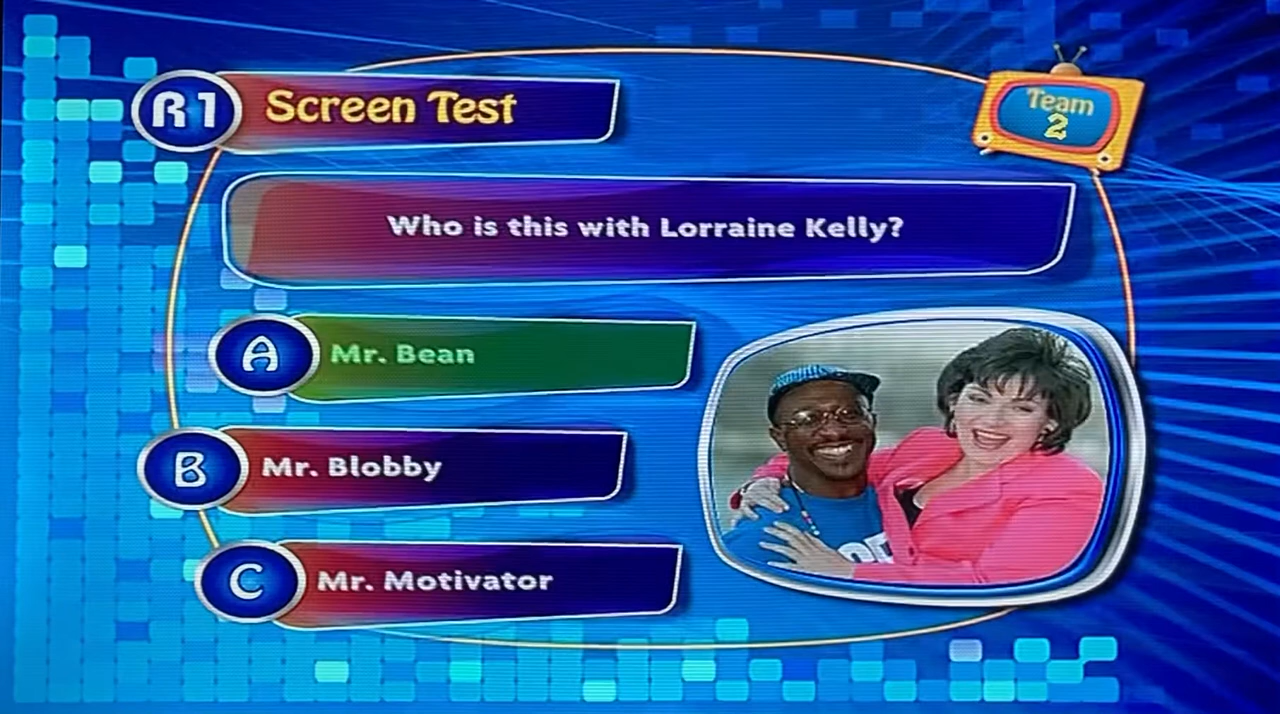 R1
Screen Test
Team
2
Who is this with Lorraine Kelly?
A
Mr. Bean
B
Mr. Blobby
C
Mr. Motivator